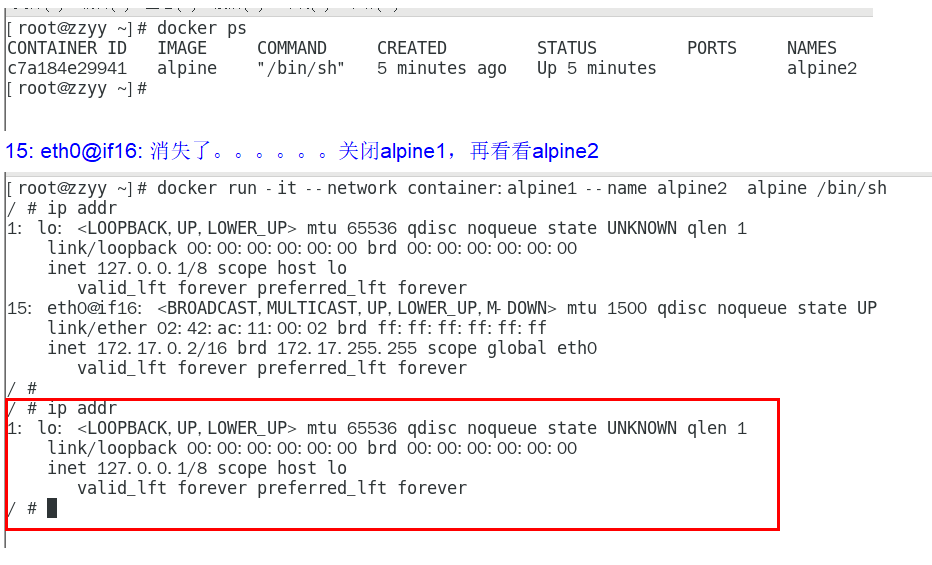 [root@zzyy ~]# docker ps
CONTAINER ID   IMAGE     COMMAND     CREATED         STATUS         PORTS     NAMES
c7a184e29941   alpine    "/bin/sh"   5 minutes ago   Up 5 minutes             alpine2
[root@zzyy ~]#
15: eth0@if16: 消失了。。。。。。关闭alpine1，再看看alpine2
[root@zzyy ~]# docker run -it --network container:alpine1 --name alpine2  alpine /bin/sh
/ # ip addr
1: lo: <LOOPBACK,UP,LOWER_UP> mtu 65536 qdisc noqueue state UNKNOWN qlen 1
    link/loopback 00:00:00:00:00:00 brd 00:00:00:00:00:00
    inet 127.0.0.1/8 scope host lo
       valid_lft forever preferred_lft forever
15: eth0@if16: <BROADCAST,MULTICAST,UP,LOWER_UP,M-DOWN> mtu 1500 qdisc noqueue state UP
    link/ether 02:42:ac:11:00:02 brd ff:ff:ff:ff:ff:ff
    inet 172.17.0.2/16 brd 172.17.255.255 scope global eth0
       valid_lft forever preferred_lft forever
/ #
/ # ip addr
1: lo: <LOOPBACK,UP,LOWER_UP> mtu 65536 qdisc noqueue state UNKNOWN qlen 1
    link/loopback 00:00:00:00:00:00 brd 00:00:00:00:00:00
    inet 127.0.0.1/8 scope host lo
       valid_lft forever preferred_lft forever
/ #